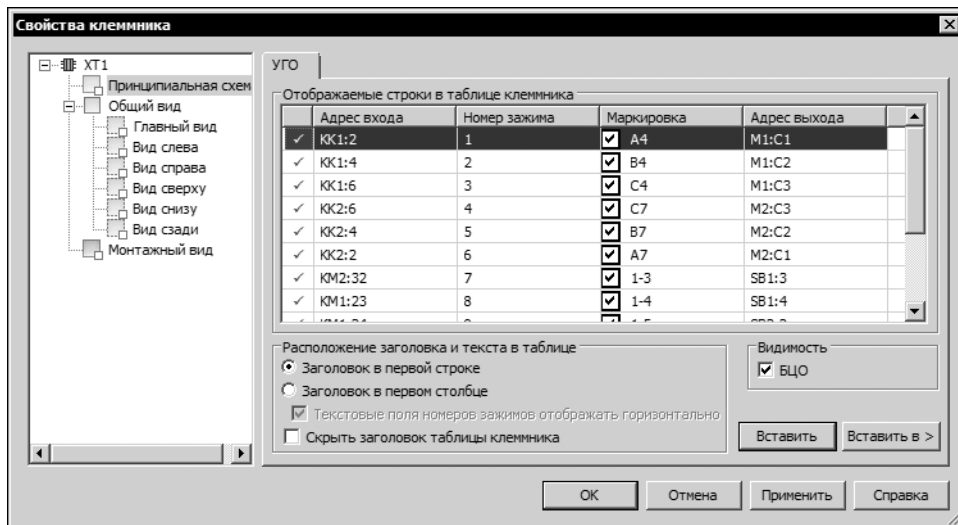 Свойства клеммника
XT1
Принципиальная схем
Общий вид
Главный вид
Вид слева
Вид справа
Вид сверху
Вид снизу
Вид сзади
Монтажный вид
УГО
Отображаемые строки в таблице клеммника
Адрес входа Номер зажима Маркировка Адрес выхода
KK1:2 1 A4 M1:C1
KK1:4 2 B4 M1:C2
KK1:6 3 C4 M1:C3
KK2:6 4 C7 M2:C3
KK2:4 5 B7 M2:C2
KK2:2 6 A7 M2:C1
KM2:32 7 1-3 SB1:3
KM1:23 8 1-4 SB1:4
Расположение заголовка и текста в таблице
Заголовок в первой строке
Заголовок в первом столбце
Текстовые поля номеров зажимов отображать горизонтально
Скрыть заголовок таблицы клеммника
Видимость
БЦО
Вставить Вставить в >
OK Отмена Применить Справка